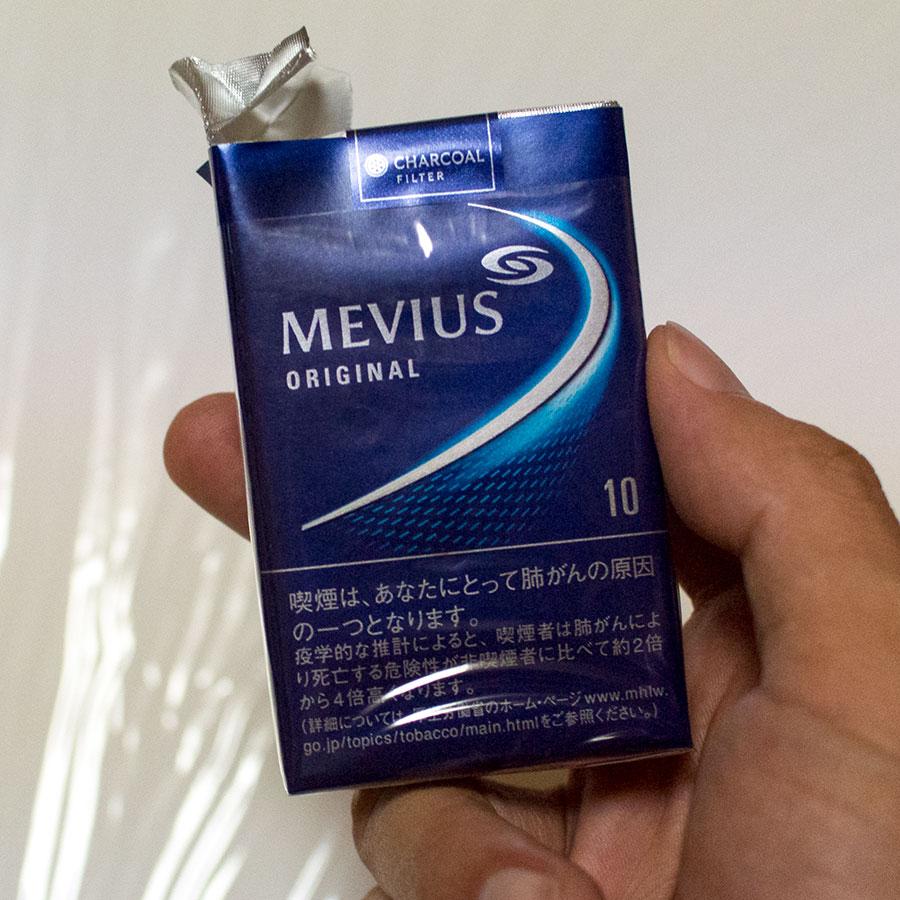 CHARCOAL
FILTER
MEVIUS
ORIGINAL
10
喫煙は、あなたにとって肺がんの原因
の一つとなります。
疫学的な推計によると、喫煙者は肺がんによ
り死亡する危険性が非喫煙者に比べて約2倍
から4倍高くなります。
(詳細については、厚生労働省のホーム・ページwww.mhlw.
go.jp/topics/tobacco/main.htmlをご参照ください。)